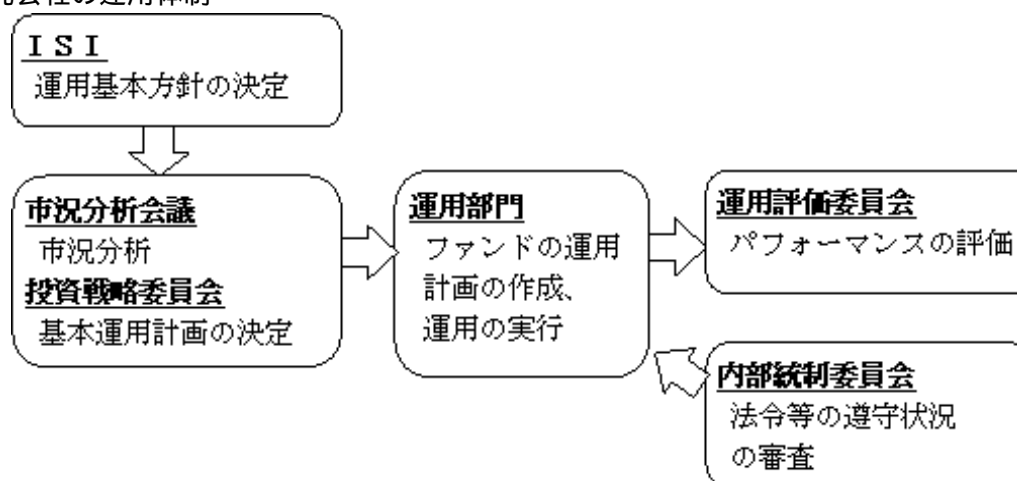 会社の運用体制
ＩＳＩ
運用基本方針の決定
市況分析会議
市況分析
投資戦略委員会
基本運用計画の決定
運用部門
ファンドの運用
計画の作成、
運用の実行
運用評価委員会
パフォーマンスの評価
内部統制委員会
法令等の遵守状況
の審査